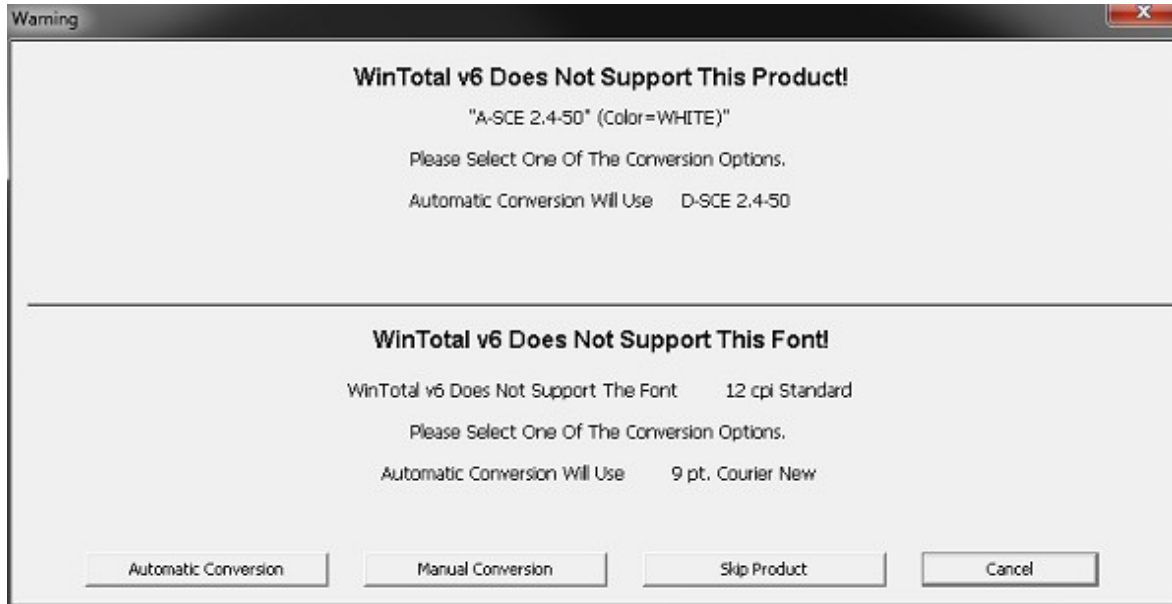 Warning
WinTotal v6 Does Not Support This Product!
"A-SCE 2.4-50" (Color=WHITE)"
Please Select One Of The Conversion Options.
Automatic Conversion Will Use D-SCE 2.4-50
WinTotal v6 Does Not Support This Font!
WinTotal v6 Does Not Support The Font 12 cpi Standard
Please Select One Of The Conversion Options.
Automatic Conversion Will Use 9 pt. Courier New
Automatic Conversion Manual Conversion Skip Product Cancel